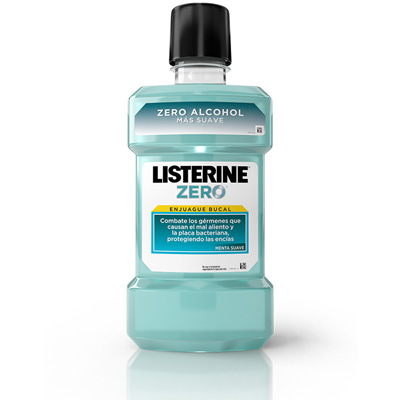 ZERO ALCOHOL
MÁS SUAVE
LISTERINE
ZERO
ENJUAGUE BUCAL
Combate los gérmenes que
causan el mal aliento y
la placa bacteriana,
protegiendo las encías
MENTA SUAVE